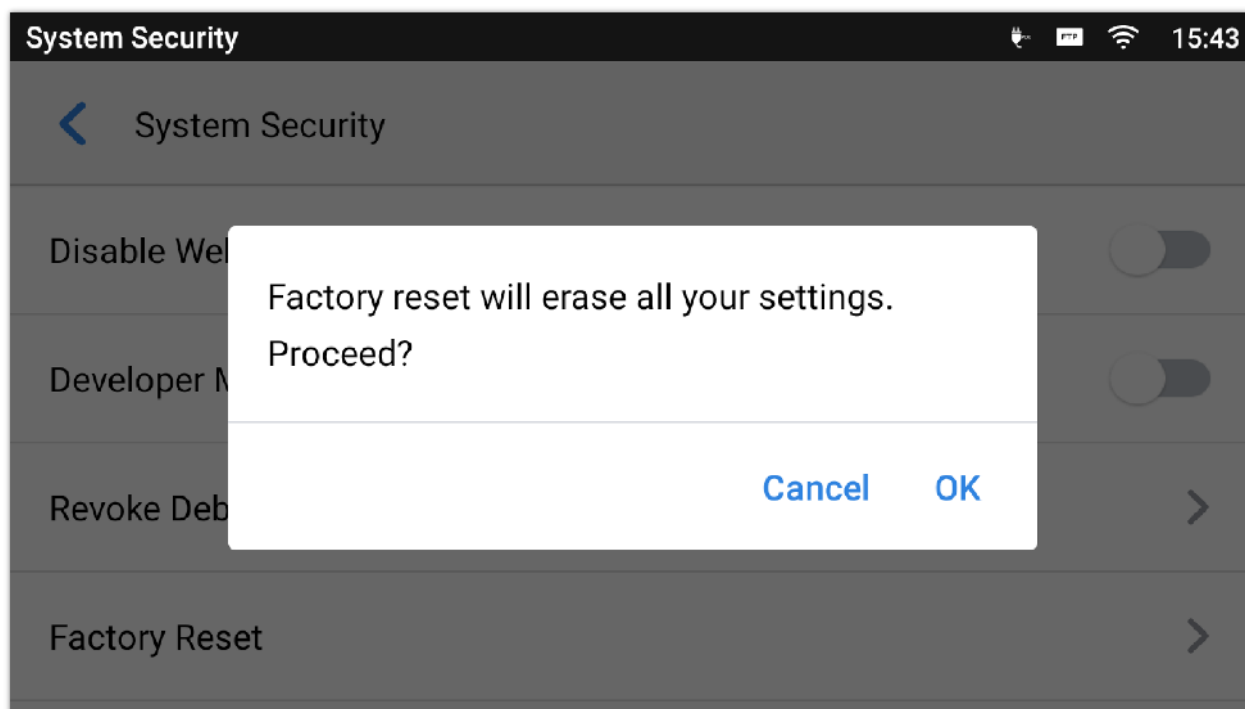 System Security
FTP
15:43
System Security
Disable We
Factory reset will erase all your settings.
Proceed?
Developer
Cancel OK
Revoke Deb
Factory Reset